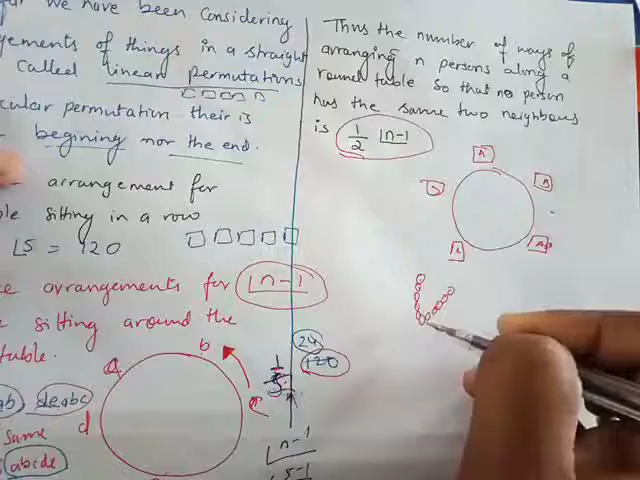 we have been considering
gements of things in a straight
called linear permutations
cular permutation their is
begining nor the end.
arrangement for
sitting in a row
L5 = 120
arrangements for |n-1
sitting around the
table.
ab deabc
same
abcde
a
b
d
24
120
|n-1
|5-1
Thus the number of ways of
arranging n persons along a
round table so that no person
has the same two neighbours
is 1/2 |n-1